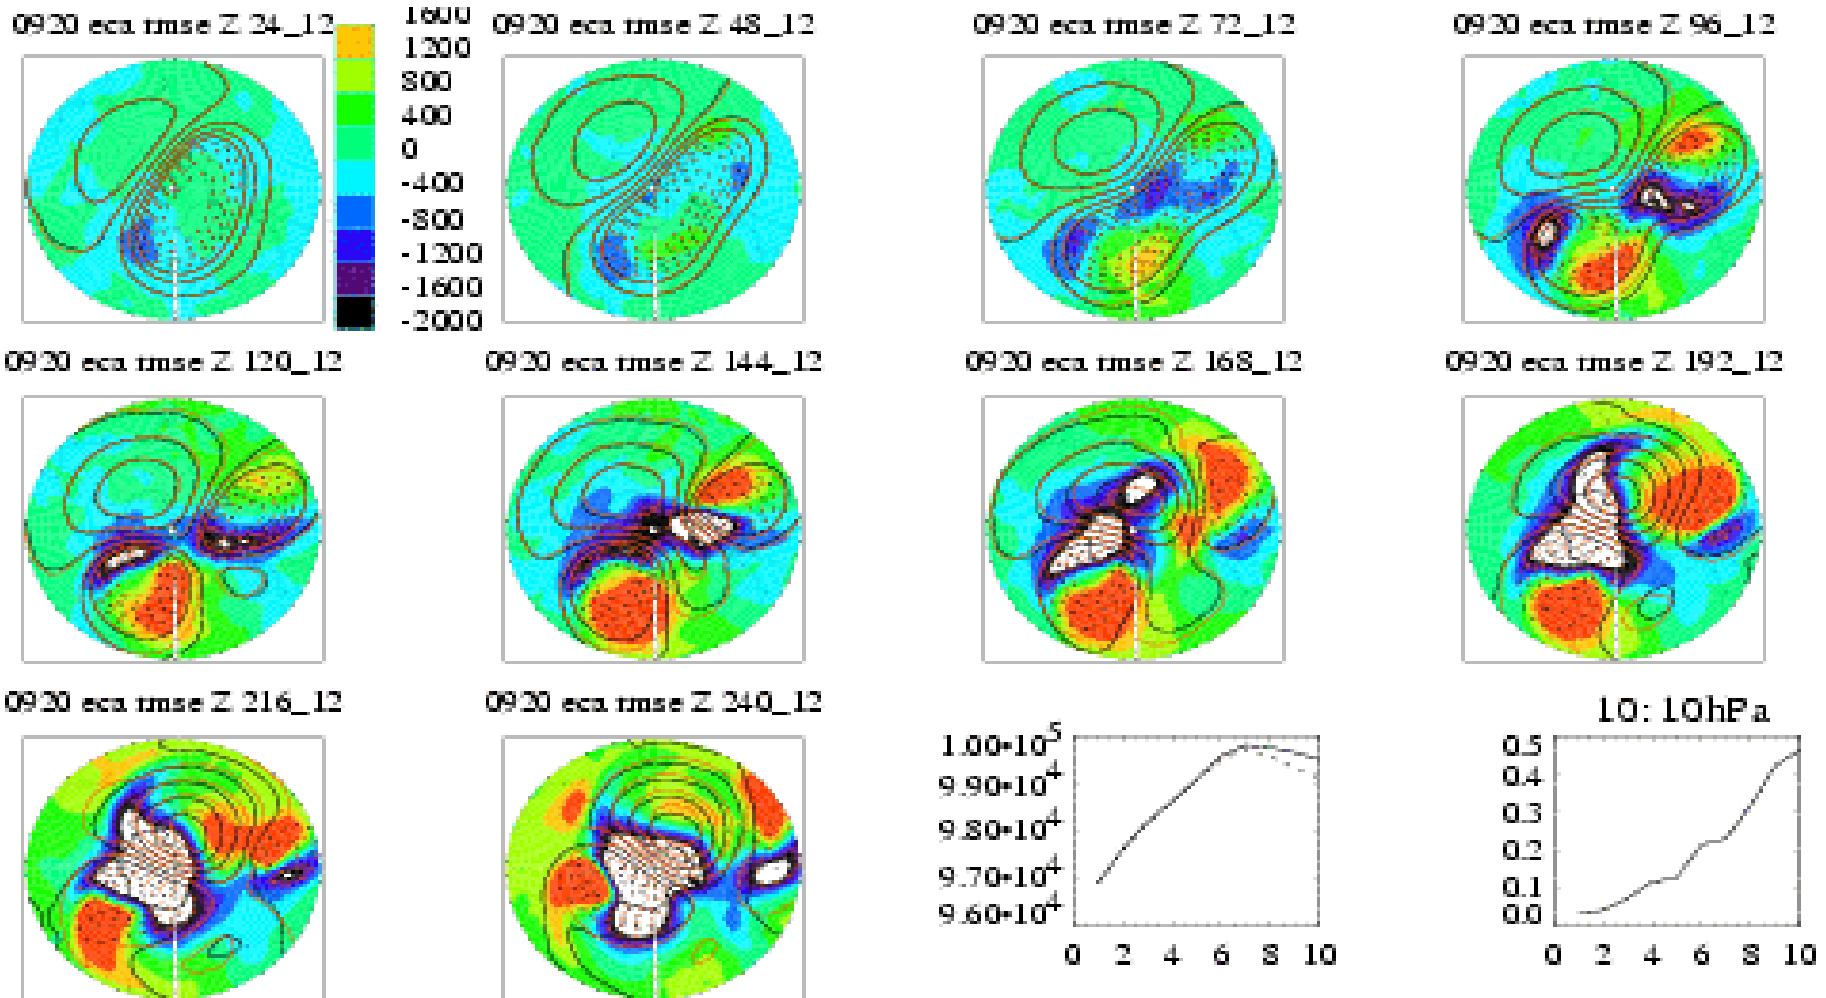 0920 eca rmse Z 24_12
0920 eca rmse Z 48_12
0920 eca rmse Z 72_12
0920 eca rmse Z 96_12
1600
1200
800
400
0
-400
-800
-1200
-1600
-2000
0920 eca rmse Z 120_12
0920 eca rmse Z 144_12
0920 eca rmse Z 168_12
0920 eca rmse Z 192_12
0920 eca rmse Z 216_12
0920 eca rmse Z 240_12
1.00•10^5
9.90•10^4
9.80•10^4
9.70•10^4
9.60•10^4
0 2 4 6 8 10
10: 10hPa
0.5
0.4
0.3
0.2
0.1
0.0
0 2 4 6 8 10